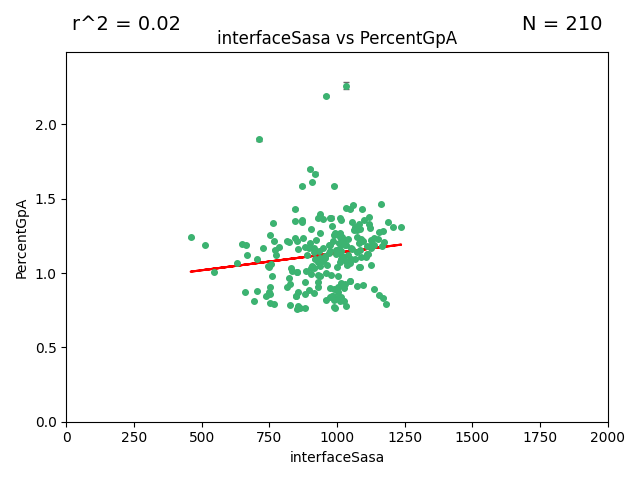 r^2 = 0.02
N = 210
interfaceSasa vs PercentGpA
PercentGpA
2.0
1.5
1.0
0.5
0.0
0 250 500 750 1000 1250 1500 1750 2000
interfaceSasa